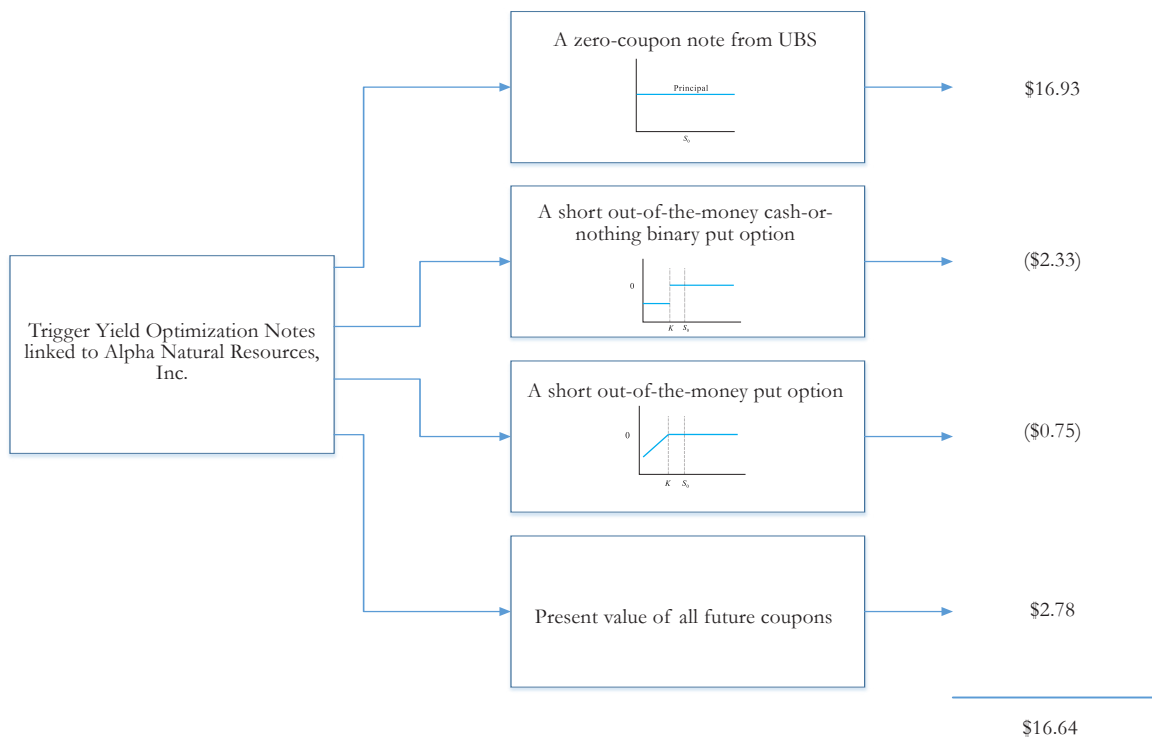 A zero-coupon note from UBS
Principal
S₀
$16.93
A short out-of-the-money cash-or-
nothing binary put option
0
K
S₀
($2.33)
Trigger Yield Optimization Notes
linked to Alpha Natural Resources,
Inc.
A short out-of-the-money put option
0
K
S₀
($0.75)
Present value of all future coupons
$2.78
$16.64